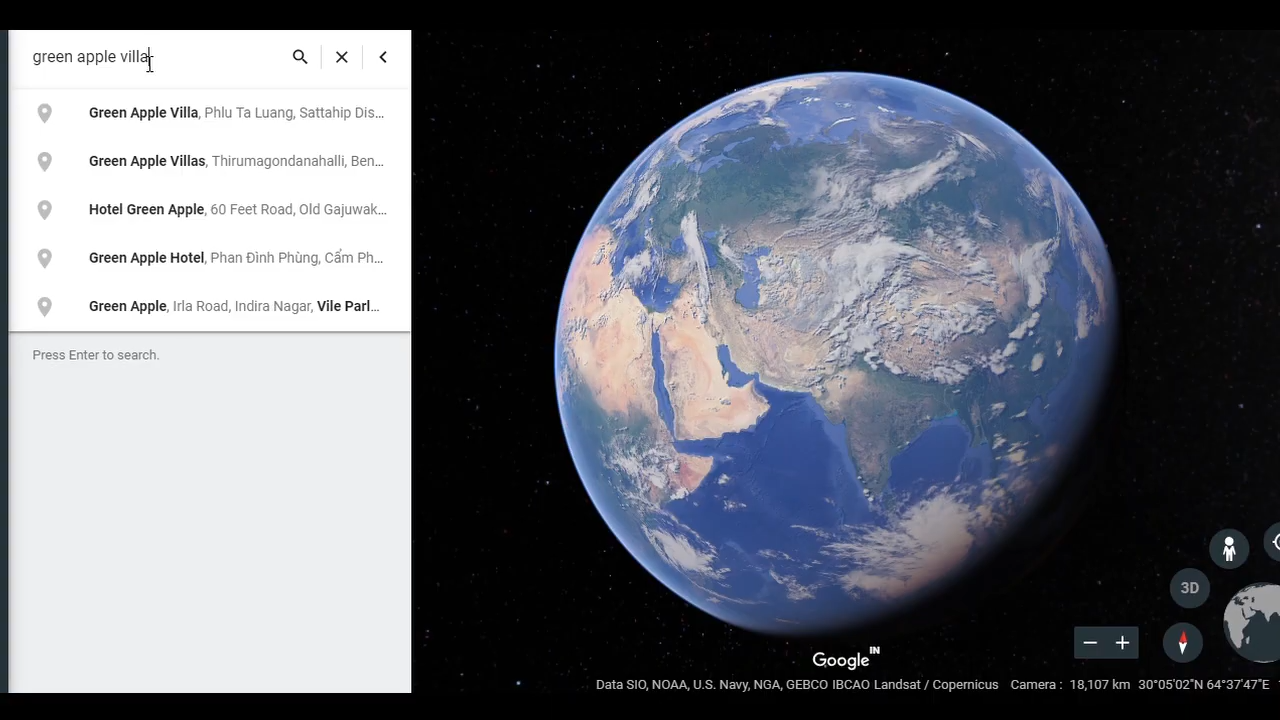 green apple villa
Green Apple Villa, Phlu Ta Luang, Sattahip Dis...
Green Apple Villas, Thirumagondanahalli, Ben...
Hotel Green Apple, 60 Feet Road, Old Gajuwak...
Green Apple Hotel, Phan Đình Phùng, Cẩm Ph...
Green Apple, Irla Road, Indira Nagar, Vile Parl...
Press Enter to search.
3D
Google IN
Data SIO, NOAA, U.S. Navy, NGA, GEBCO IBCAO Landsat / Copernicus Camera : 18,107 km 30°05'02"N 64°37'47"E